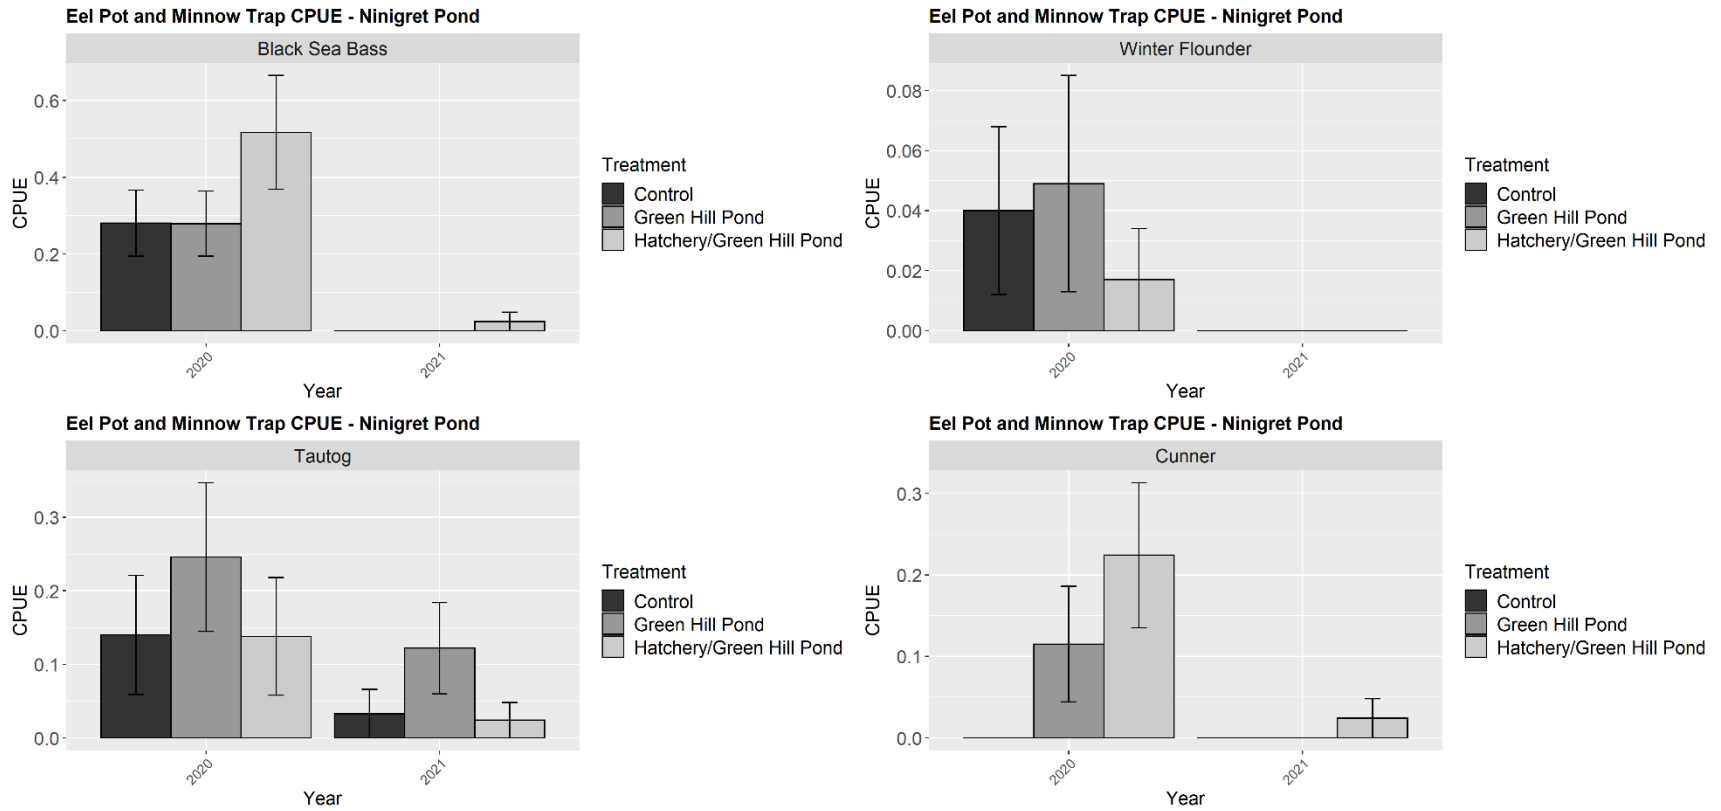 Eel Pot and Minnow Trap CPUE - Ninigret Pond
Black Sea Bass
0.6
0.4
0.2
0.0
CPUE
2020
2021
Year
Treatment
Control
Green Hill Pond
Hatchery/Green Hill Pond
Eel Pot and Minnow Trap CPUE - Ninigret Pond
Winter Flounder
0.08
0.06
0.04
0.02
0.00
CPUE
2020
2021
Year
Treatment
Control
Green Hill Pond
Hatchery/Green Hill Pond
Eel Pot and Minnow Trap CPUE - Ninigret Pond
Tautog
0.3
0.2
0.1
0.0
CPUE
2020
2021
Year
Treatment
Control
Green Hill Pond
Hatchery/Green Hill Pond
Eel Pot and Minnow Trap CPUE - Ninigret Pond
Cunner
0.3
0.2
0.1
0.0
CPUE
2020
2021
Year
Treatment
Control
Green Hill Pond
Hatchery/Green Hill Pond